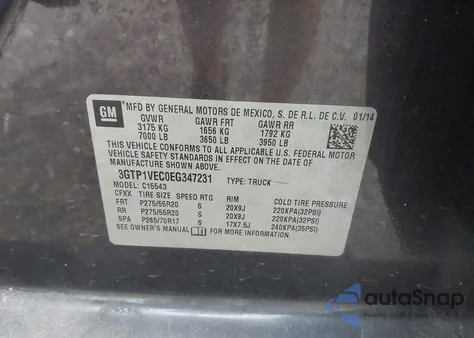 GM
MFD BY GENERAL MOTORS DE MEXICO, S. DE R.L. DE C.V. 01/14
GVWR GAWR FRT GAWR RR
3175 KG 1656 KG 1792 KG
7000 LB 3650 LB 3950 LB
THIS VEHICLE CONFORMS TO ALL APPLICABLE U.S. FEDERAL MOTOR
VEHICLE SAFETY AND THEFT PREVENTION STANDARDS IN EFFECT ON THE DATE OF
MANUFACTURE SHOWN ABOVE.
3GTP1VEC0EG347231 TYPE: TRUCK
MODEL: C15543
CFXX TIRE SIZE SPEED RTG RIM COLD TIRE PRESSURE
FRT P275/55R20 S 20X9J 220KPA(32PSI)
RR P275/55R20 S 20X9J 220KPA(32PSI)
SPA P265/70R17 S 17X7.5J 240KPA(35PSI)
SEE OWNER'S MANUAL FOR ADDITIONAL INFORMATION.
autoSnap